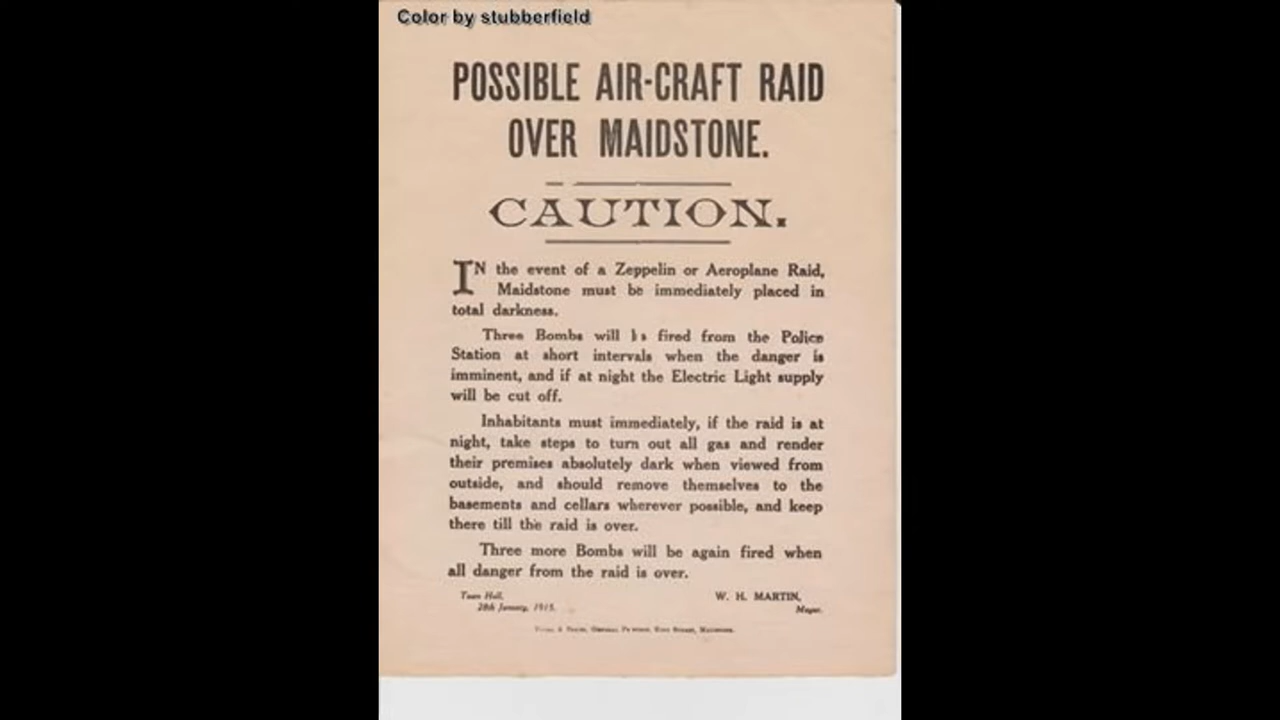 Color by stubberfield
POSSIBLE AIR-CRAFT RAID
OVER MAIDSTONE.
CAUTION.
IN the event of a Zeppelin or Aeroplane Raid,
Maidstone must be immediately placed in
total darkness.
Three Bombs will fired from the Police
Station at short intervals when the danger is
imminent, and if at night the Electric Light supply
will be cut off.
Inhabitants must immediately, if the raid is at
night, take steps to turn out all gas and render
their premises absolutely dark when viewed from
outside, and should remove themselves to the
basements and cellars wherever possible, and keep
there till the raid is over.
Three more Bombs will be again fired when
all danger from the raid is over.
Town Hall,
28th January, 1915.
W. H. MARTIN,
Mayor.